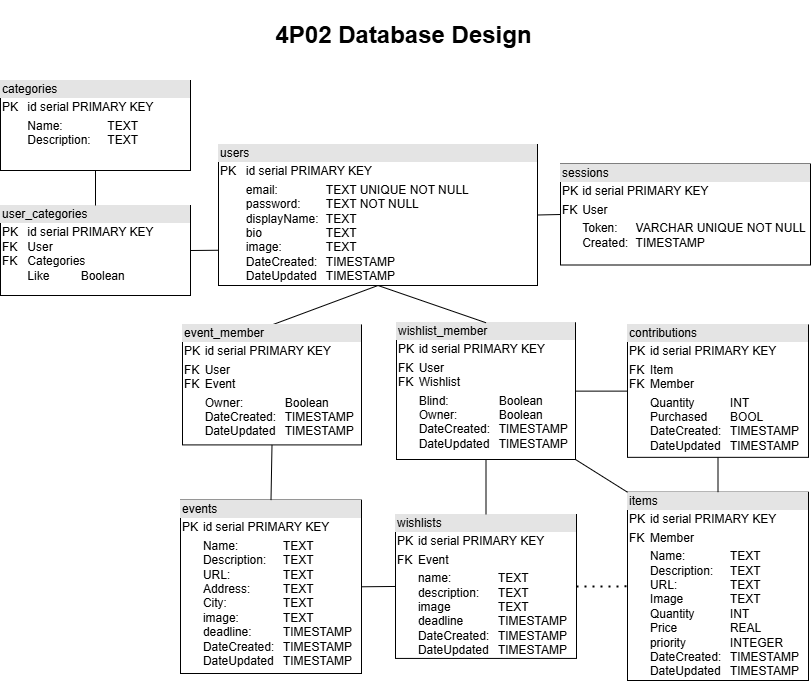 4P02 Database Design
categories
PK id serial PRIMARY KEY
Name: TEXT
Description: TEXT
user_categories
PK id serial PRIMARY KEY
FK User
FK Categories
Like Boolean
users
PK id serial PRIMARY KEY
email: TEXT UNIQUE NOT NULL
password: TEXT NOT NULL
displayName: TEXT
bio TEXT
image: TEXT
DateCreated: TIMESTAMP
DateUpdated TIMESTAMP
sessions
PK id serial PRIMARY KEY
FK User
Token: VARCHAR UNIQUE NOT NULL
Created: TIMESTAMP
event_member
PK id serial PRIMARY KEY
FK User
FK Event
Owner: Boolean
DateCreated: TIMESTAMP
DateUpdated TIMESTAMP
wishlist_member
PK id serial PRIMARY KEY
FK User
FK Wishlist
Blind: Boolean
Owner: Boolean
DateCreated: TIMESTAMP
DateUpdated TIMESTAMP
contributions
PK id serial PRIMARY KEY
FK Item
FK Member
Quantity INT
Purchased BOOL
DateCreated: TIMESTAMP
DateUpdated TIMESTAMP
events
PK id serial PRIMARY KEY
Name: TEXT
Description: TEXT
URL: TEXT
Address: TEXT
City: TEXT
image: TEXT
deadline: TIMESTAMP
DateCreated: TIMESTAMP
DateUpdated TIMESTAMP
wishlists
PK id serial PRIMARY KEY
FK Event
name: TEXT
description: TEXT
image TEXT
deadline TIMESTAMP
DateCreated: TIMESTAMP
DateUpdated TIMESTAMP
items
PK id serial PRIMARY KEY
FK Member
Name: TEXT
Description: TEXT
URL: TEXT
Image TEXT
Quantity INT
Price REAL
priority INTEGER
DateCreated: TIMESTAMP
DateUpdated TIMESTAMP